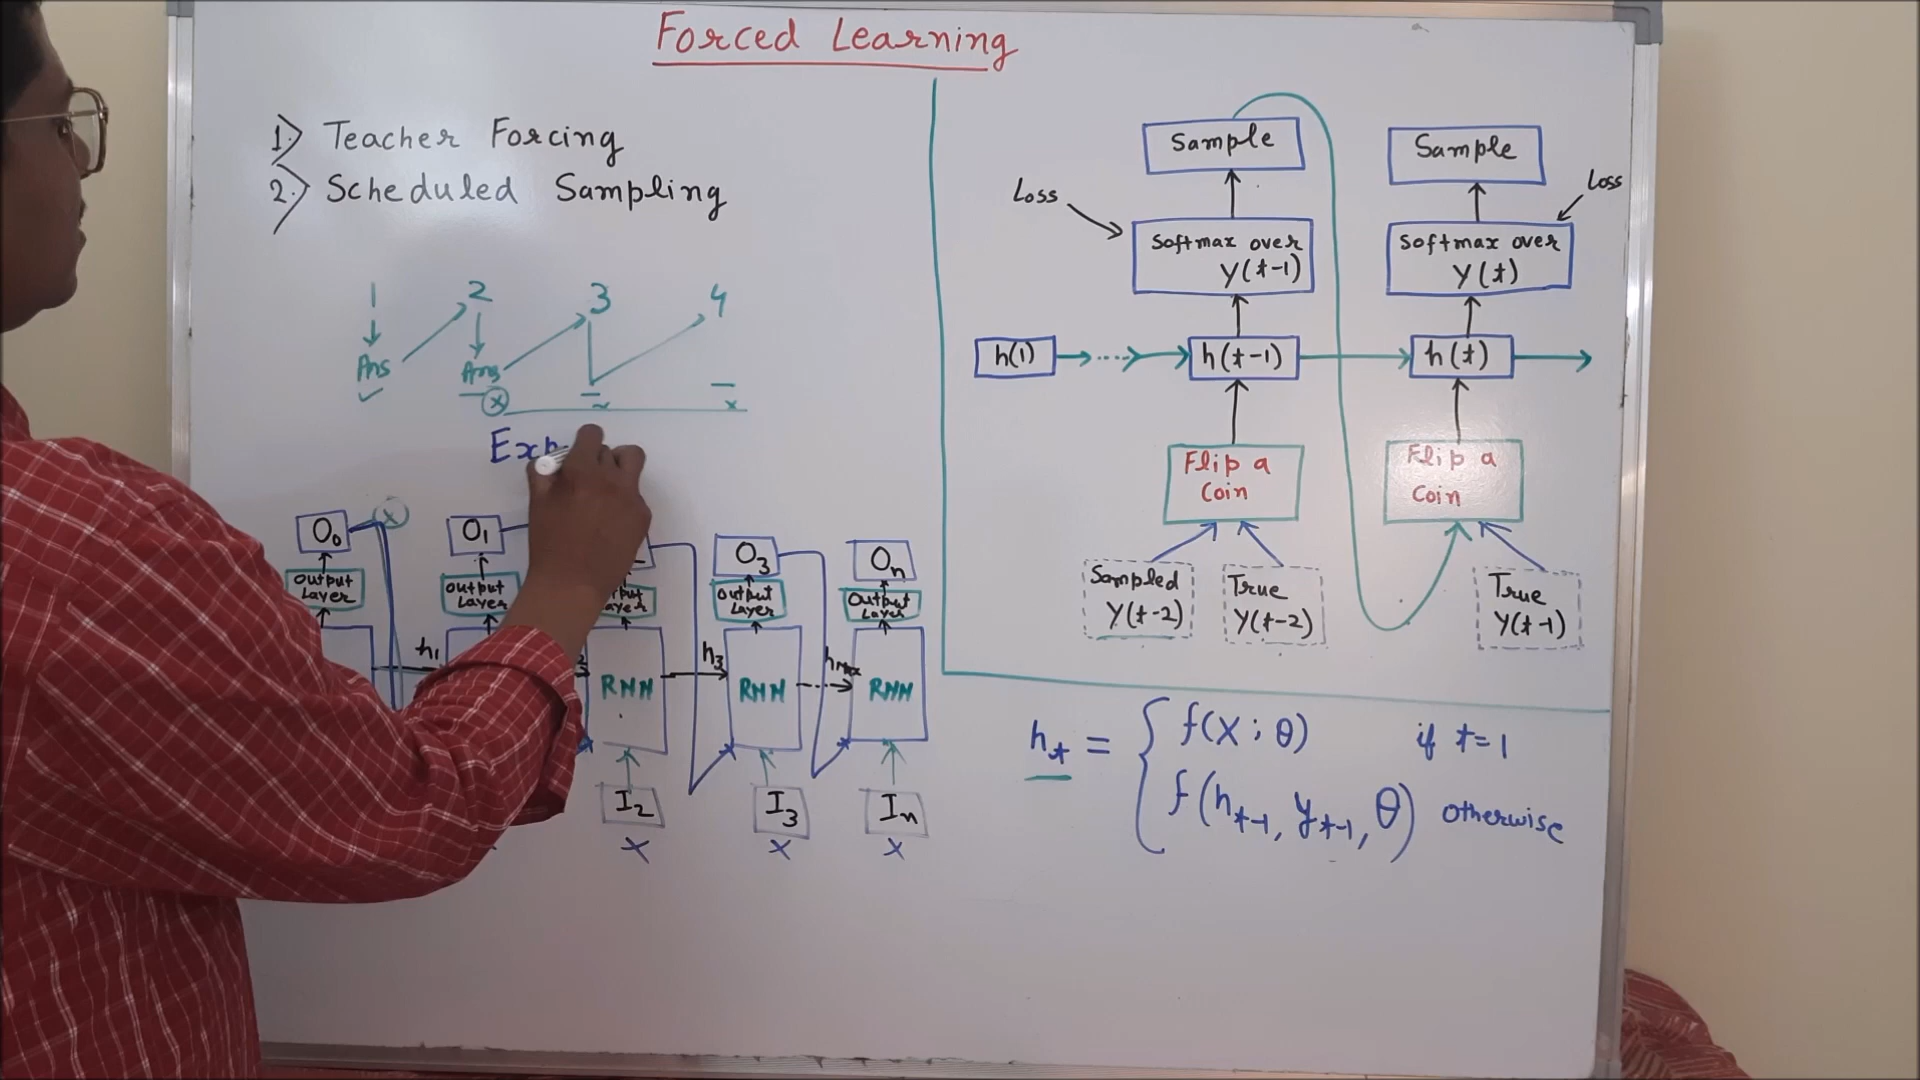 Forced Learning
1.) Teacher Forcing
2.) Scheduled Sampling
1 2 3 4
Ans Ans
x x
Exp
O0 O1 O3 On
Output Layer Output Layer Output Layer Output Layer
h1 h3
RNN RNN RNN
I2 I3 In
x x x
Sample Sample
Loss Loss
Softmax over Y(t-1) Softmax over Y(t)
h(1) h(t-1) h(t)
Flip a Coin Flip a Coin
Sampled Y(t-2) True Y(t-2) True Y(t-1)
ht = { f(X; θ) if t=1
f(ht-1, yt-1, θ) otherwise